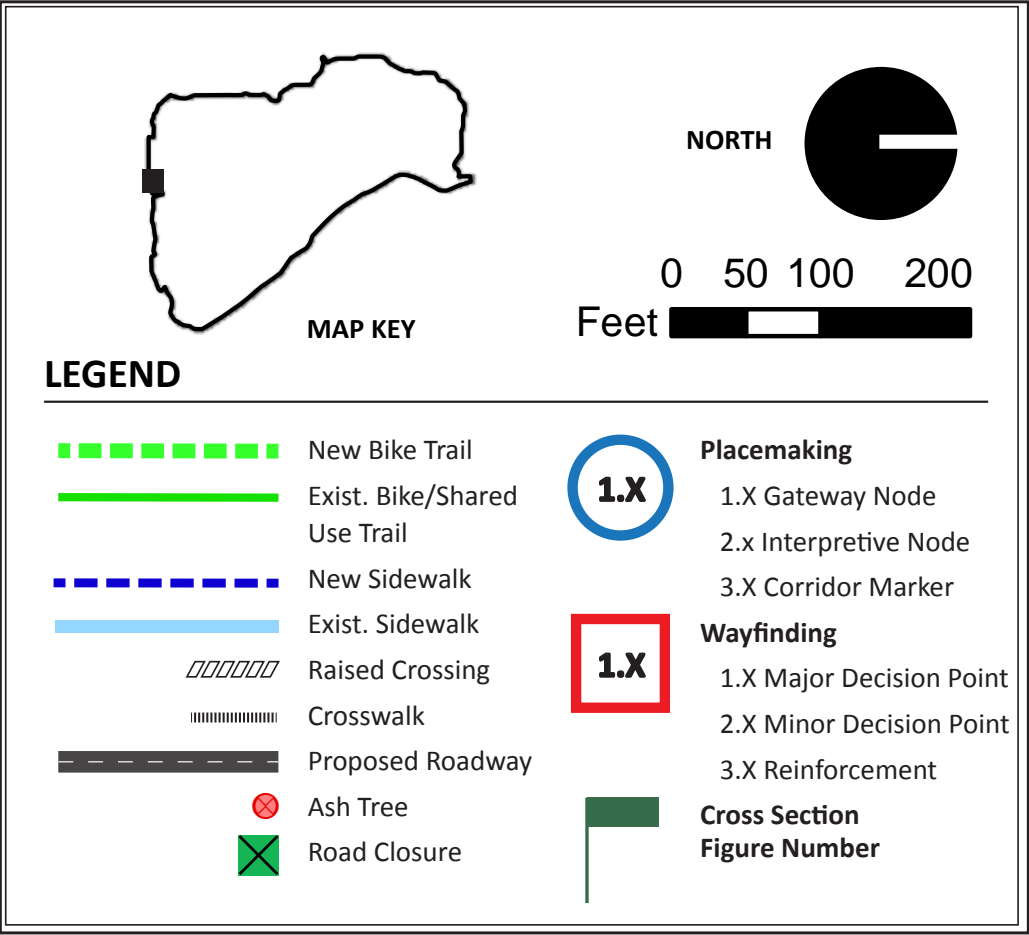 NORTH
0 50 100 200
Feet
MAP KEY
LEGEND
New Bike Trail
Exist. Bike/Shared
Use Trail
New Sidewalk
Exist. Sidewalk
Raised Crossing
Crosswalk
Proposed Roadway
Ash Tree
Road Closure
1.X
Placemaking
1.X Gateway Node
2.x Interpretive Node
3.X Corridor Marker
1.X
Wayfinding
1.X Major Decision Point
2.X Minor Decision Point
3.X Reinforcement
Cross Section
Figure Number